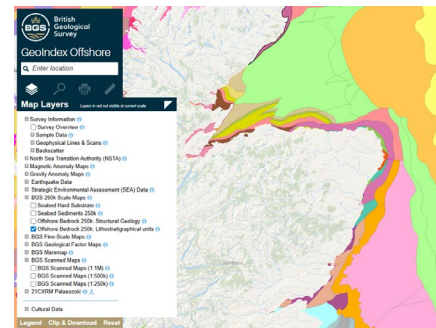 BGS
British
Geological
Survey
GeoIndex Offshore
Enter location
Map Layers Layers in red not visible at current scale
Survey Information
Survey Overview
Sample Data
Geophysical Lines & Scans
Backscatter
North Sea Transition Authority (NSTA)
Magnetic Anomaly Maps
Gravity Anomaly Maps
Earthquake Data
Strategic Environmental Assessment (SEA) Data
BGS 250k Scale Maps
Seabed Hard Substrate
Seabed Sediments 250k
Offshore Bedrock 250k: Structural Geology
Offshore Bedrock 250k: Lithostratigraphical units
BGS Fine-Scale Maps
BGS Geological Factor Maps
BGS Maremap
BGS Scanned Maps
BGS Scanned Maps (1:1M)
BGS Scanned Maps (1:500k)
BGS Scanned Maps (1:250k)
21CXRM Palaeozoic
Cultural Data
Legend Clip & Download Reset